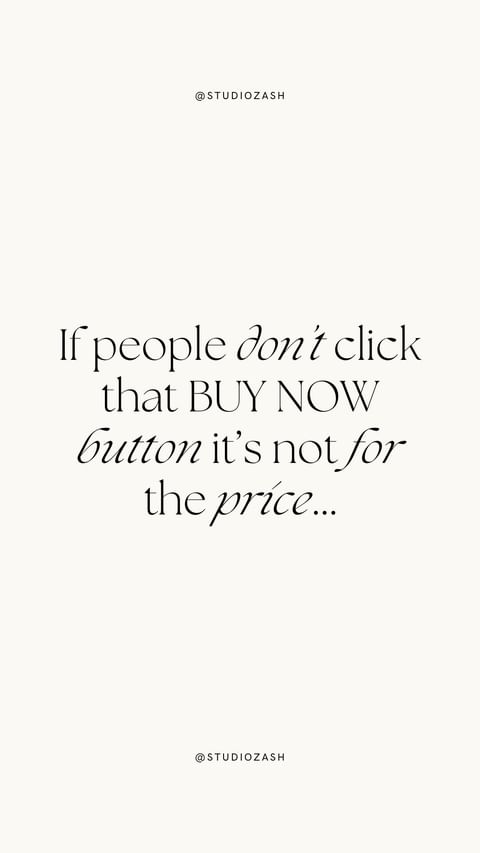 @STUDIOZASH
If people don't click
that BUY NOW
button it's not for
the price...
@STUDIOZASH